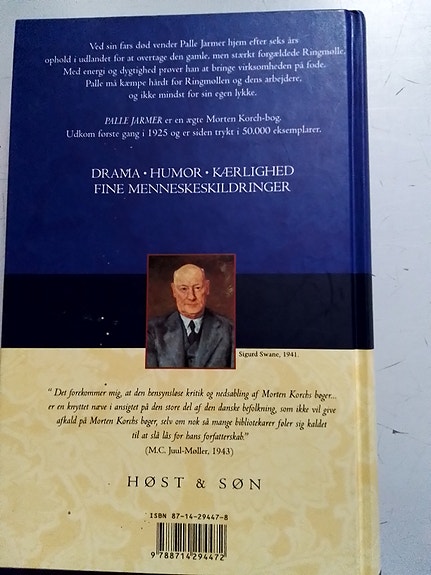 Ved sin fars død vender Palle Jarmer hjem efter seks års
ophold i udlandet for at overtage den gamle, men stærkt forgældede Ringmølle.
Med energi og dygtighed prøver han at bringe virksomheden på fode.
Palle må kæmpe hårdt for Ringmøllen og dens arbejdere,
og ikke mindst for sin egen lykke.
PALLE JARMER er en ægte Morten Korch-bog.
Udkom første gang i 1925 og er siden trykt i 50.000 eksemplarer.
DRAMA • HUMOR • KÆRLIGHED
FINE MENNESKESKILDRINGER
Sigurd Swane, 1941.
"Det forekommer mig, at den hensynsløse kritik og nedsabling af Morten Korchs bøger...
er en knyttet næve i ansigtet på den store del af den danske befolkning, som ikke vil give
afkald på Morten Korchs bøger, selv om nok så mange bibliotekarer føler sig kaldet
til at slå lås for hans forfatterskab."
(M.C. Juul-Møller, 1943)
HØST & SØN
ISBN 87-14-29447-8
9 788714 294472